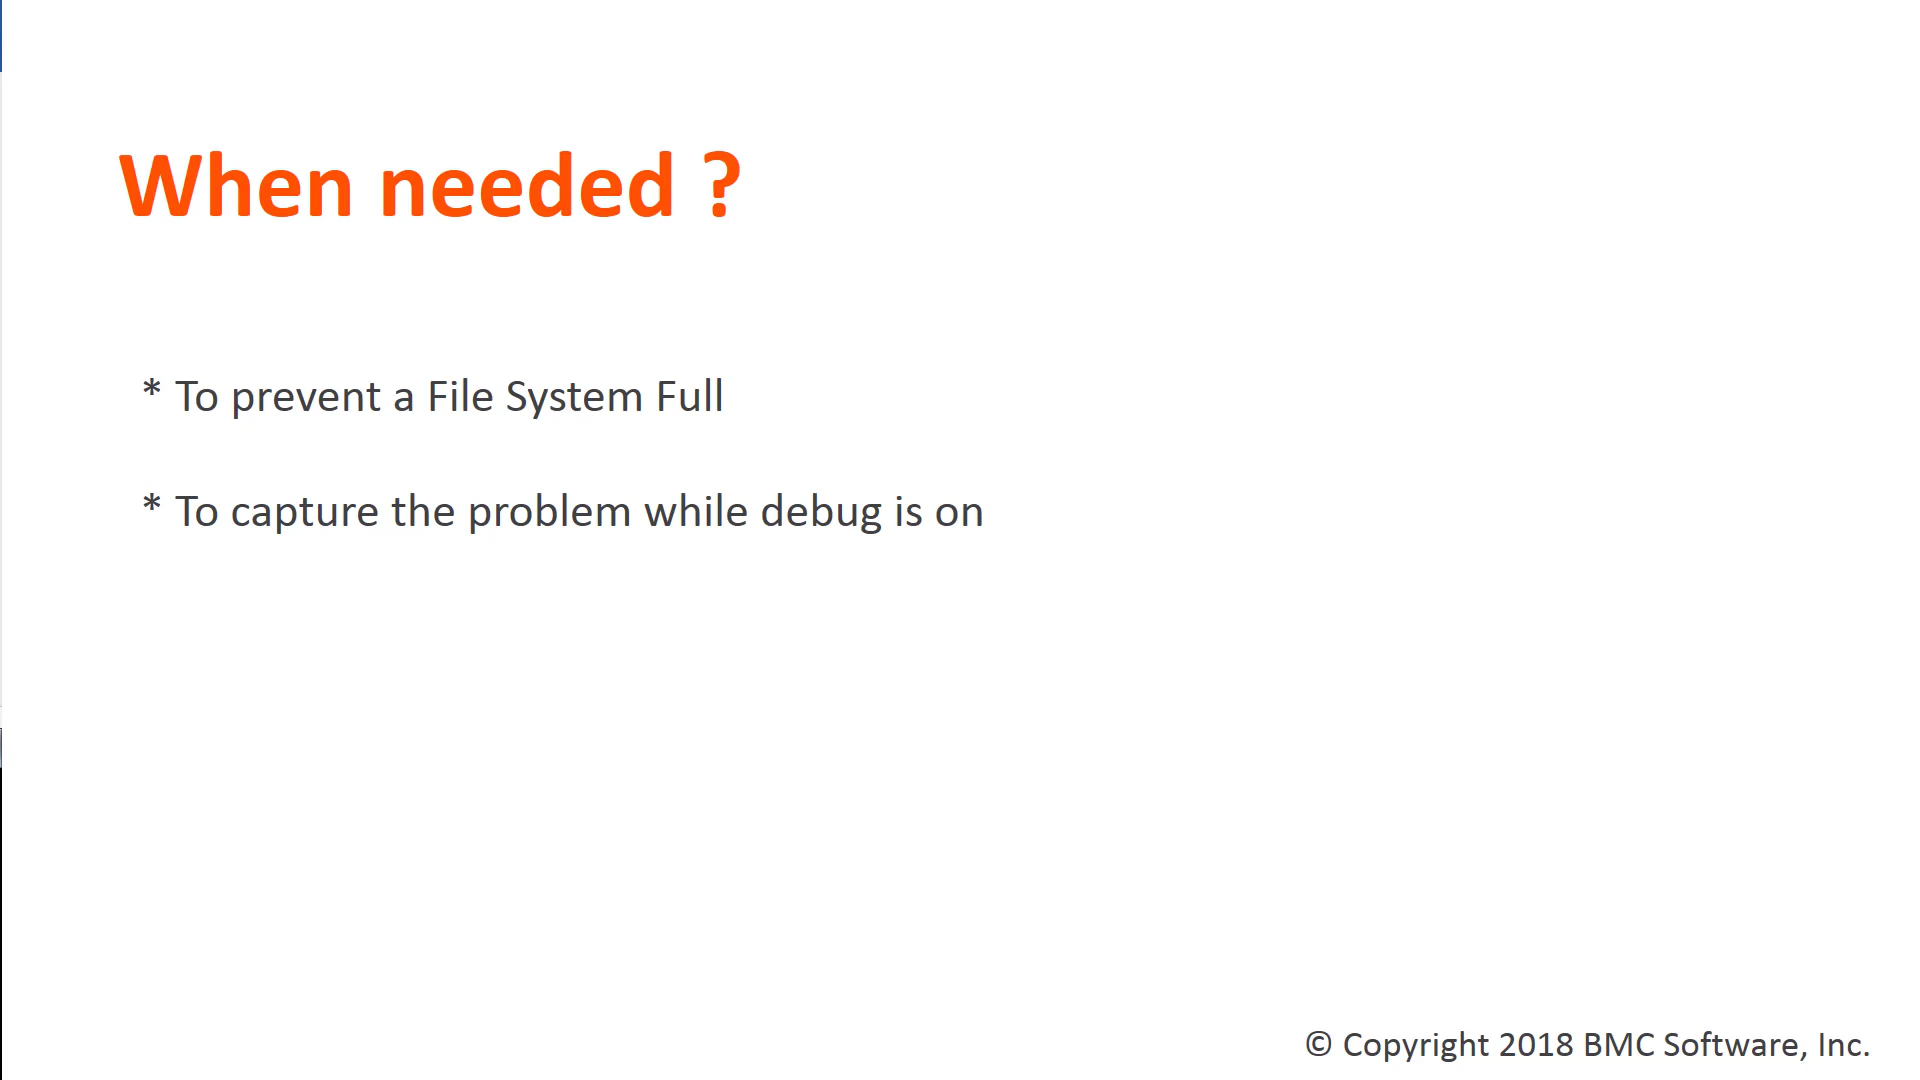 When needed ?
* To prevent a File System Full
* To capture the problem while debug is on
© Copyright 2018 BMC Software, Inc.